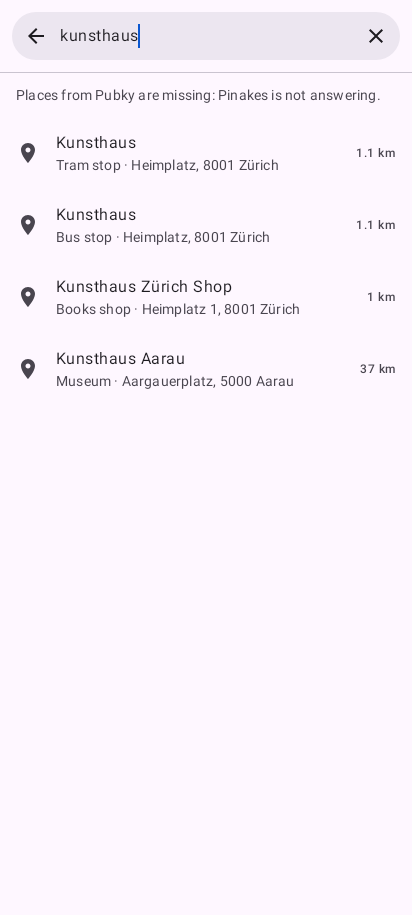 kunsthaus
Places from Pubky are missing: Pinakes is not answering.
Kunsthaus
Tram stop · Heimplatz, 8001 Zürich
1.1 km
Kunsthaus
Bus stop · Heimplatz, 8001 Zürich
1.1 km
Kunsthaus Zürich Shop
Books shop · Heimplatz 1, 8001 Zürich
1 km
Kunsthaus Aarau
Museum · Aargauerplatz, 5000 Aarau
37 km